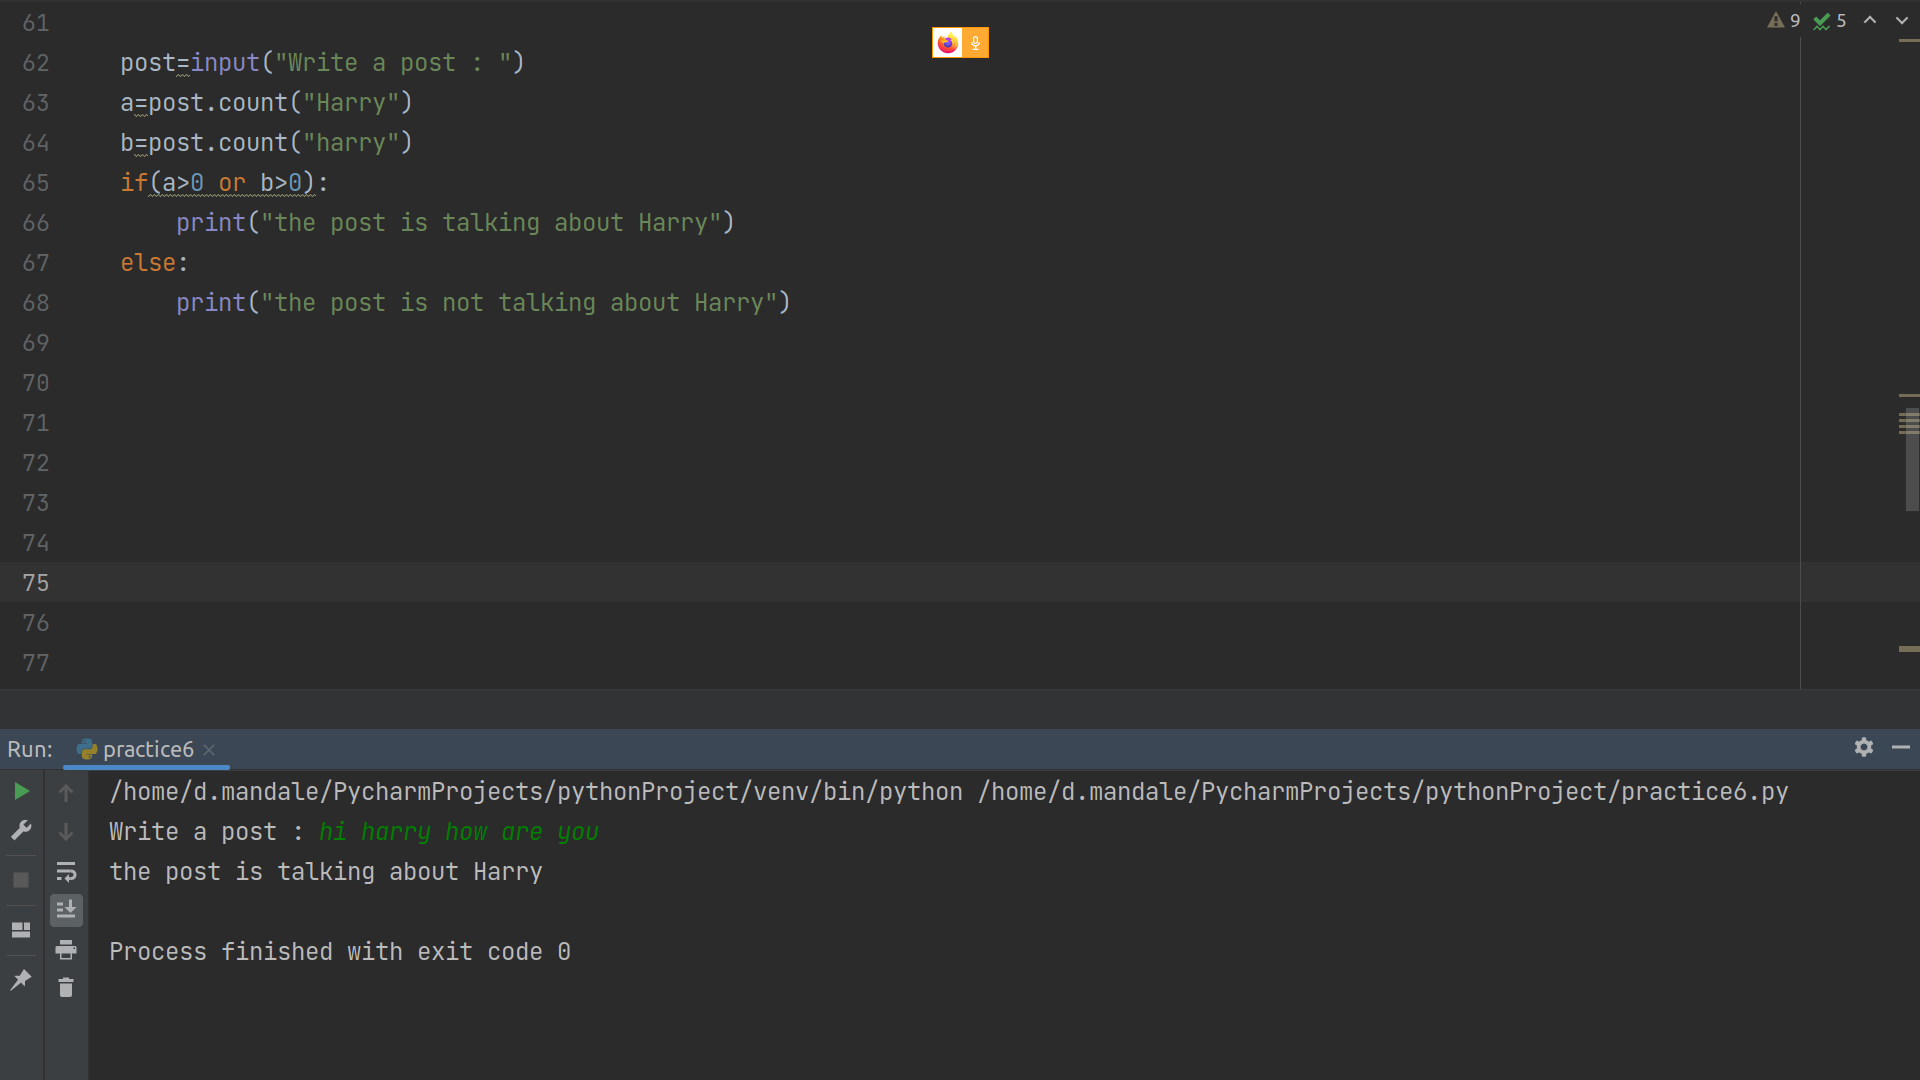 9 5
61
62 post=input("Write a post : ")
63 a=post.count("Harry")
64 b=post.count("harry")
65 if(a>0 or b>0):
66     print("the post is talking about Harry")
67 else:
68     print("the post is not talking about Harry")
69
70
71
72
73
74
75
76
77
Run: practice6
/home/d.mandale/PycharmProjects/pythonProject/venv/bin/python /home/d.mandale/PycharmProjects/pythonProject/practice6.py
Write a post : hi harry how are you
the post is talking about Harry
Process finished with exit code 0